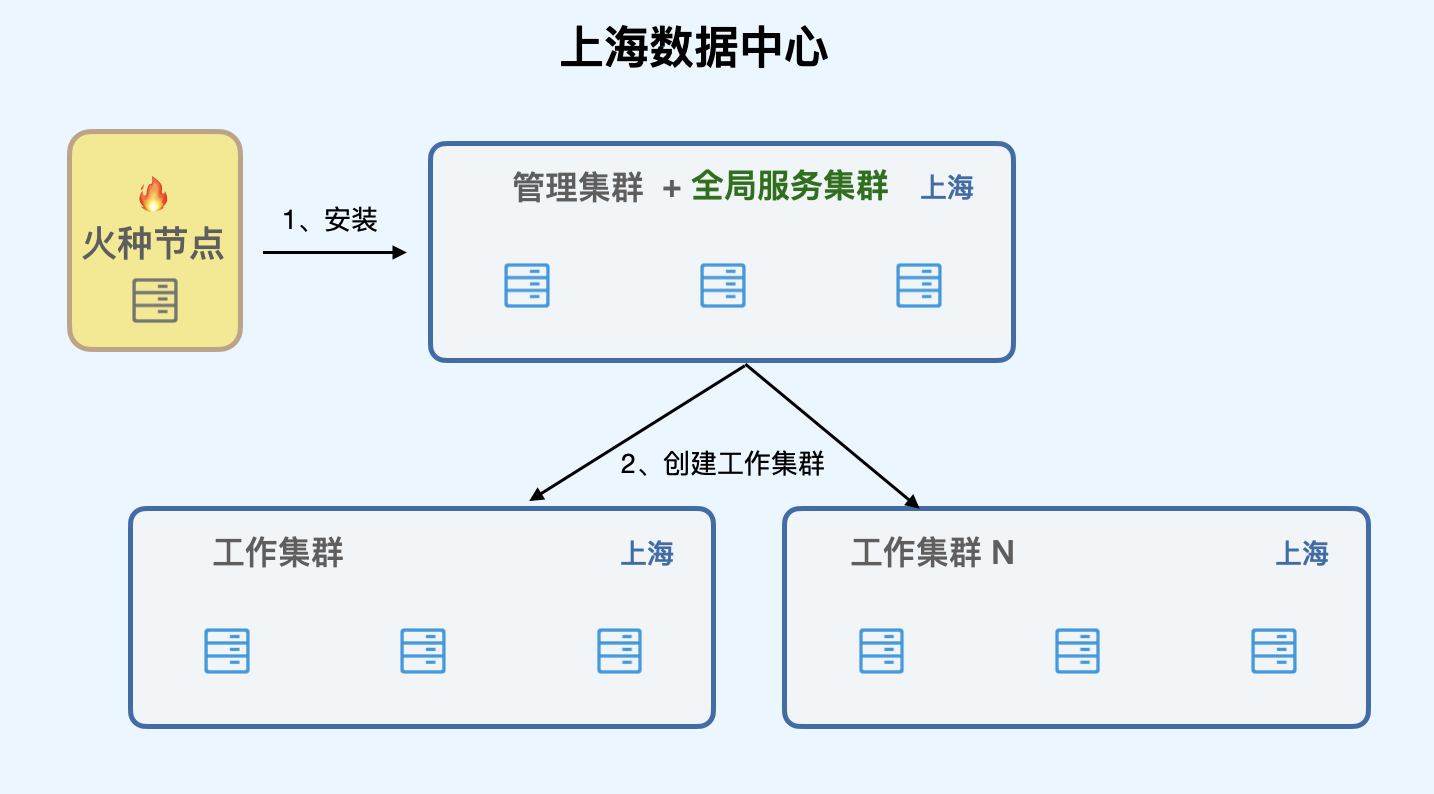 上海数据中心
火种节点
1、安装
管理集群 + 全局服务集群 上海
2、创建工作集群
工作集群 上海
工作集群 N 上海